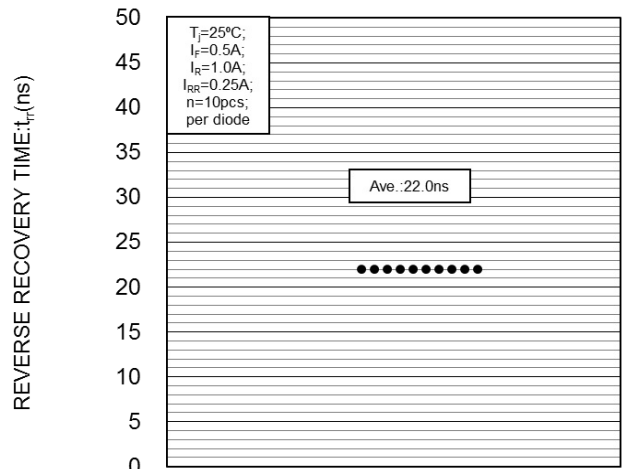 REVERSE RECOVERY TIME:trr(ns)
50
45
40
35
30
25
20
15
10
5
0
Tj=25ºC;
IF=0.5A;
IR=1.0A;
IRR=0.25A;
n=10pcs;
per diode
Ave.:22.0ns